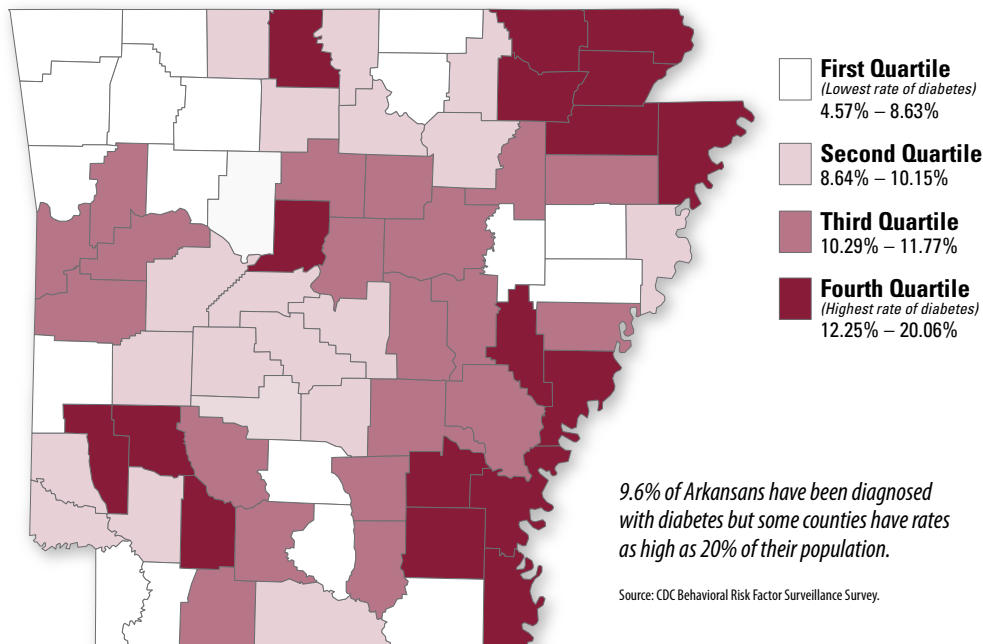 First Quartile
(Lowest rate of diabetes)
4.57% – 8.63%
Second Quartile
8.64% – 10.15%
Third Quartile
10.29% – 11.77%
Fourth Quartile
(Highest rate of diabetes)
12.25% – 20.06%
9.6% of Arkansans have been diagnosed
with diabetes but some counties have rates
as high as 20% of their population.
Source: CDC Behavioral Risk Factor Surveillance Survey.